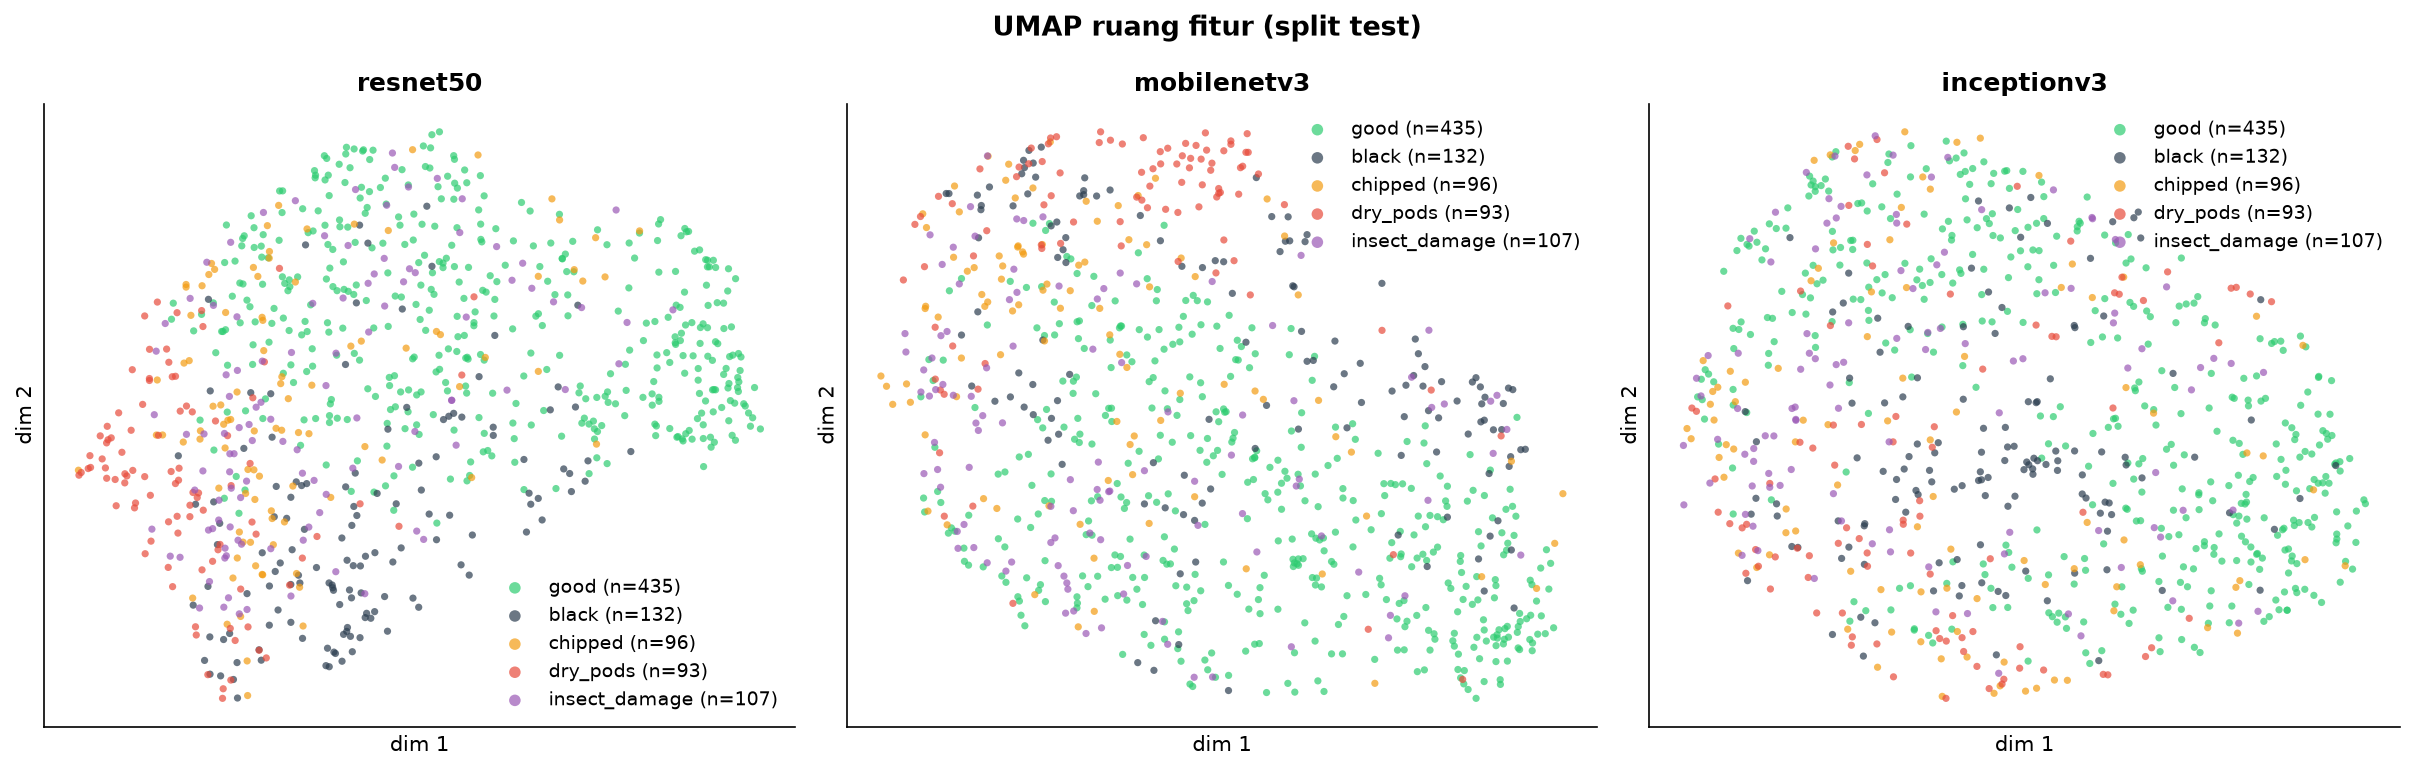 UMAP ruang fitur (split test)
resnet50
dim 2
good (n=435)
black (n=132)
chipped (n=96)
dry_pods (n=93)
insect_damage (n=107)
dim 1
mobilenetv3
dim 2
good (n=435)
black (n=132)
chipped (n=96)
dry_pods (n=93)
insect_damage (n=107)
dim 1
inceptionv3
dim 2
good (n=435)
black (n=132)
chipped (n=96)
dry_pods (n=93)
insect_damage (n=107)
dim 1